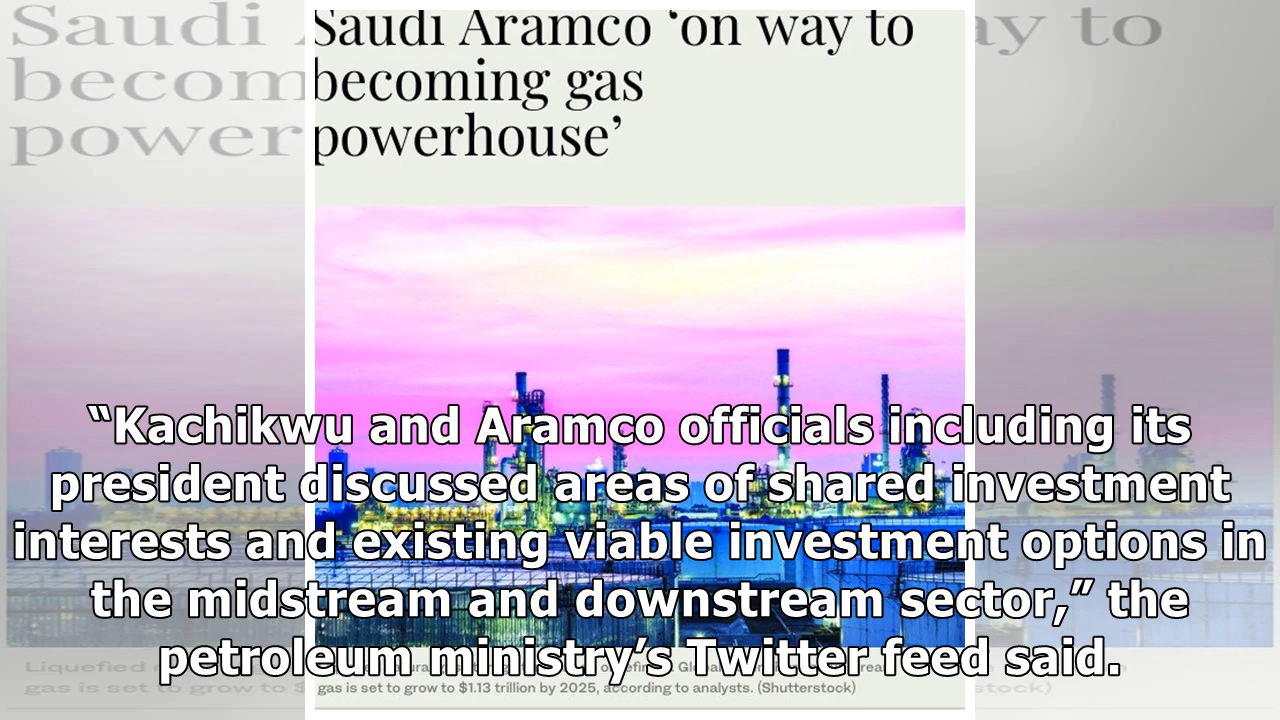 Saudi Aramco ‘on way to
becoming gas
powerhouse’
“Kachikwu and Aramco officials including its
president discussed areas of shared investment
interests and existing viable investment options in
the midstream and downstream sector,” the
petroleum ministry’s Twitter feed said.
gas is set to grow to $1.13 trillion by 2025, according to analysts. (Shutterstock)